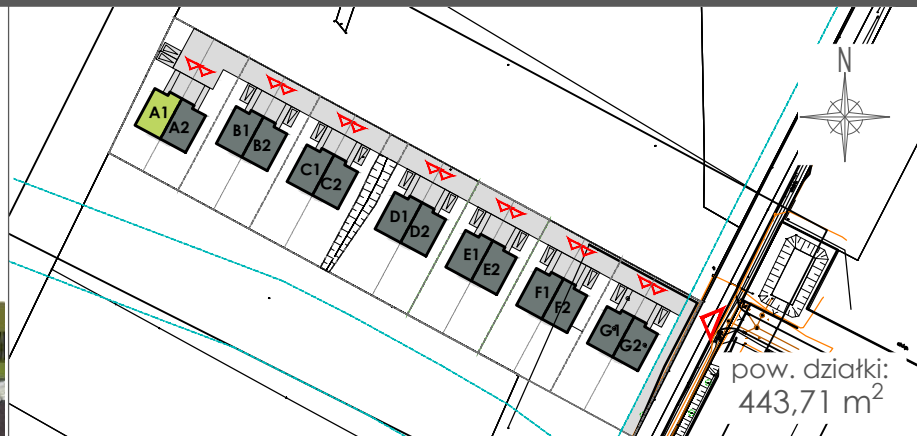 N
A1
A2
B1
B2
C1
C2
D1
D2
E1
E2
F1
F2
G1
G2
pow. działki:
443,71 m²